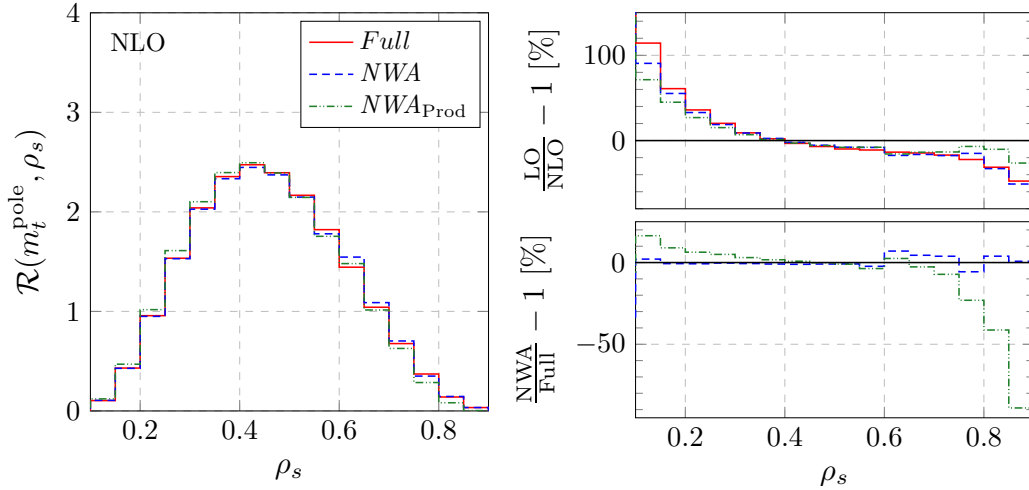 NLO
Full
NWA
NWA_Prod
R(m_t^pole, ρ_s)
4
3
2
1
0
0.2 0.4 0.6 0.8
ρ_s
LO/NLO − 1 [%]
100
0
NWA/Full − 1 [%]
0
−50
0.2 0.4 0.6 0.8
ρ_s